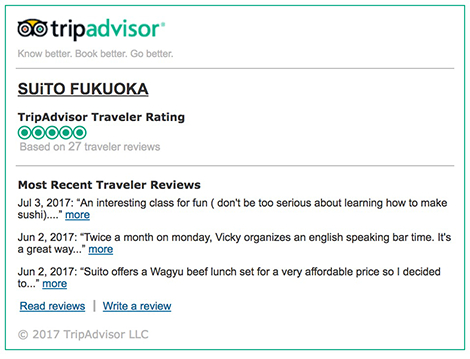 tripadvisor®
Know better. Book better. Go better.
SUiTO FUKUOKA
TripAdvisor Traveler Rating
Based on 27 traveler reviews
Most Recent Traveler Reviews
Jul 3, 2017: “An interesting class for fun ( don't be too serious about learning how to make
sushi)....” more
Jun 2, 2017: “Twice a month on monday, Vicky organizes an english speaking bar time. It's
a great way...” more
Jun 2, 2017: “Suito offers a Wagyu beef lunch set for a very affordable price so I decided
to...” more
Read reviews | Write a review
© 2017 TripAdvisor LLC